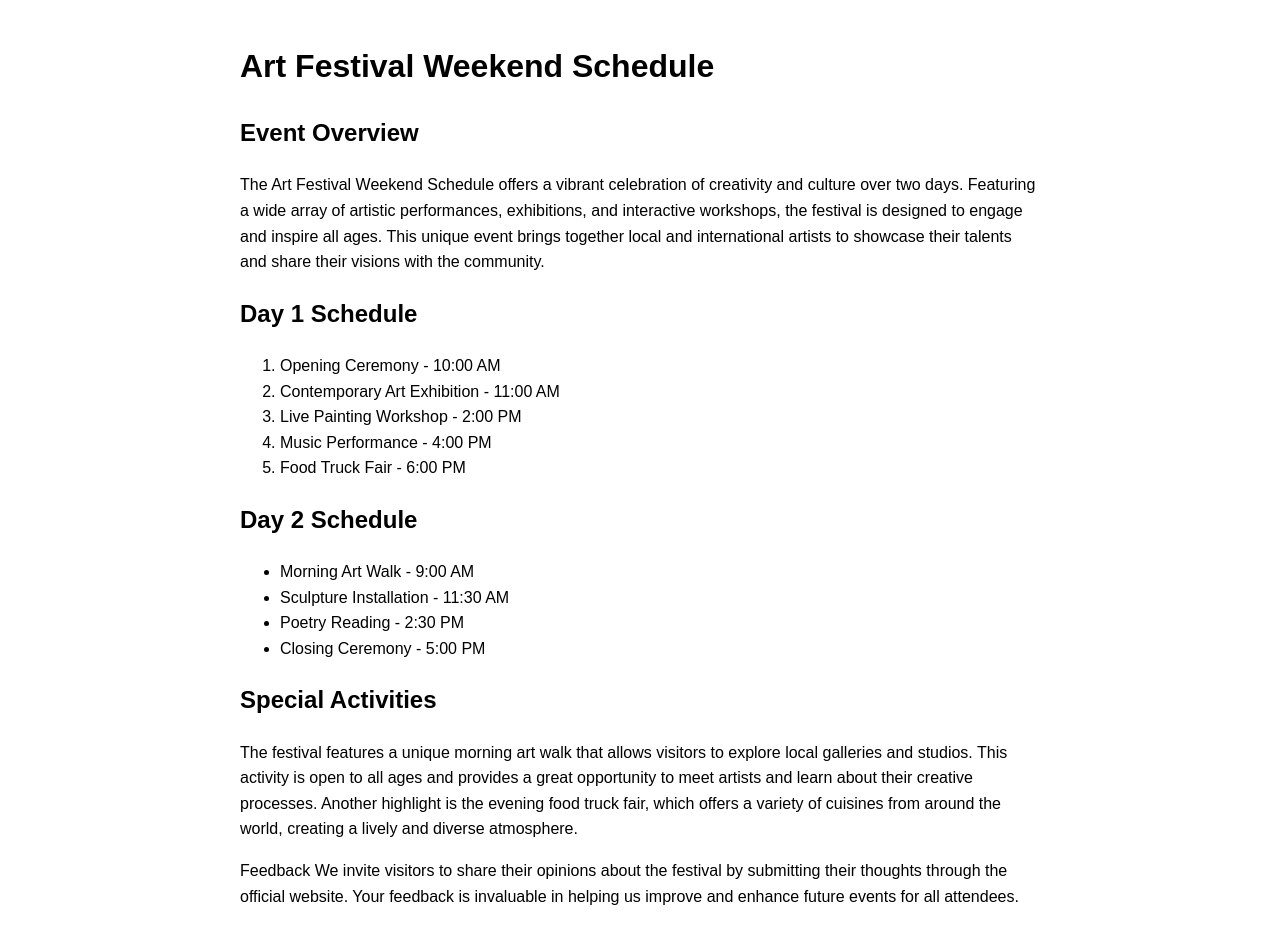 Art Festival Weekend Schedule
Event Overview
The Art Festival Weekend Schedule offers a vibrant celebration of creativity and culture over two days. Featuring
a wide array of artistic performances, exhibitions, and interactive workshops, the festival is designed to engage
and inspire all ages. This unique event brings together local and international artists to showcase their talents
and share their visions with the community.
Day 1 Schedule
1. Opening Ceremony - 10:00 AM
2. Contemporary Art Exhibition - 11:00 AM
3. Live Painting Workshop - 2:00 PM
4. Music Performance - 4:00 PM
5. Food Truck Fair - 6:00 PM
Day 2 Schedule
• Morning Art Walk - 9:00 AM
• Sculpture Installation - 11:30 AM
• Poetry Reading - 2:30 PM
• Closing Ceremony - 5:00 PM
Special Activities
The festival features a unique morning art walk that allows visitors to explore local galleries and studios. This
activity is open to all ages and provides a great opportunity to meet artists and learn about their creative
processes. Another highlight is the evening food truck fair, which offers a variety of cuisines from around the
world, creating a lively and diverse atmosphere.
Feedback We invite visitors to share their opinions about the festival by submitting their thoughts through the
official website. Your feedback is invaluable in helping us improve and enhance future events for all attendees.